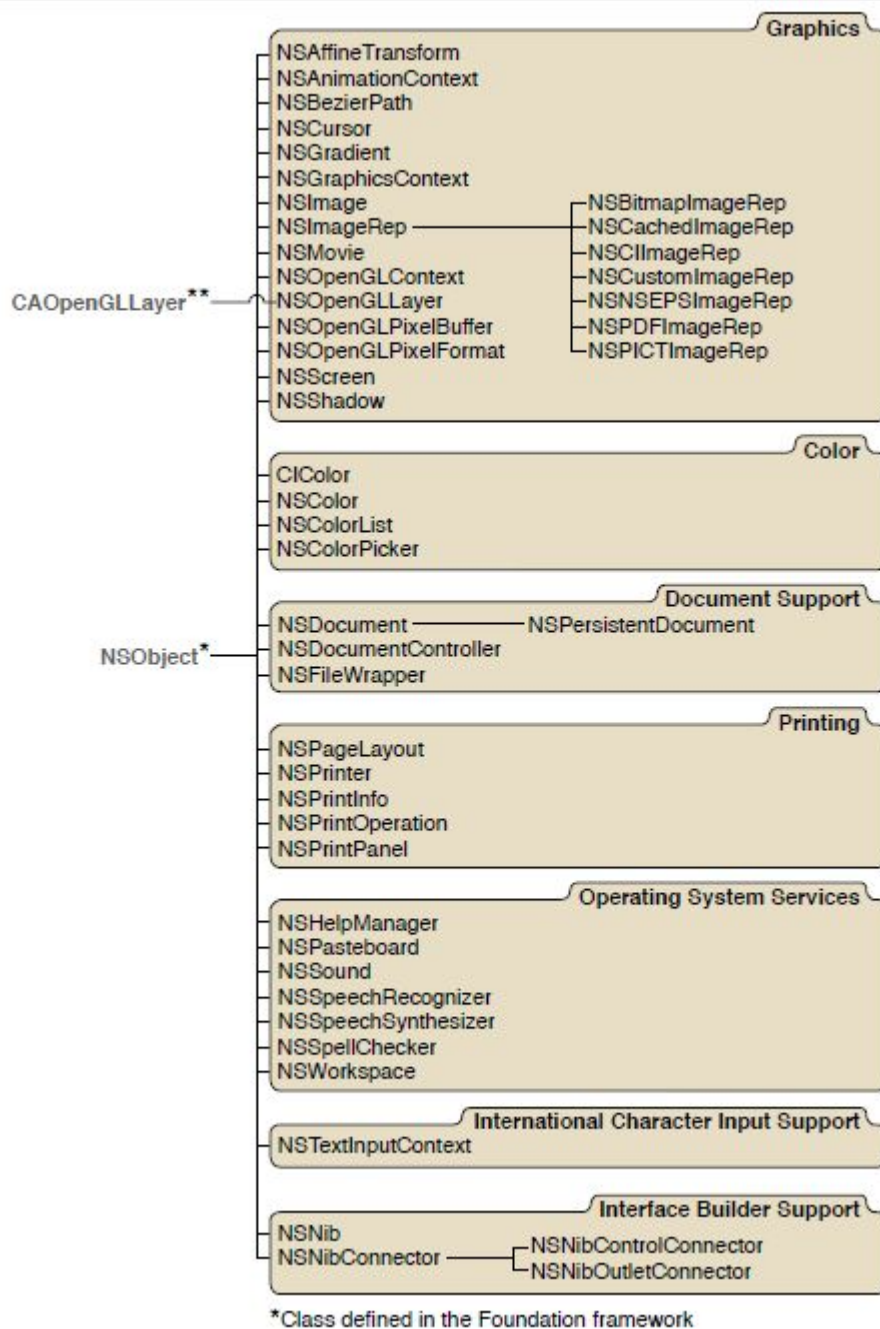 Graphics
NSAffineTransform
NSAnimationContext
NSBezierPath
NSCursor
NSGradient
NSGraphicsContext
NSImage NSBitmapImageRep
NSImageRep NSCachedImageRep
NSMovie NSCIImageRep
NSOpenGLContext NSCustomImageRep
CAOpenGLLayer** NSOpenGLLayer NSNSEPSImageRep
NSOpenGLPixelBuffer NSPDFImageRep
NSOpenGLPixelFormat NSPICTImageRep
NSScreen
NSShadow
Color
CIColor
NSColor
NSColorList
NSColorPicker
Document Support
NSDocument NSPersistentDocument
NSObject* NSDocumentController
NSFileWrapper
Printing
NSPageLayout
NSPrinter
NSPrintInfo
NSPrintOperation
NSPrintPanel
Operating System Services
NSHelpManager
NSPasteboard
NSSound
NSSpeechRecognizer
NSSpeechSynthesizer
NSSpellChecker
NSWorkspace
International Character Input Support
NSTextInputContext
Interface Builder Support
NSNib
NSNibConnector NSNibControlConnector
NSNibOutletConnector
*Class defined in the Foundation framework